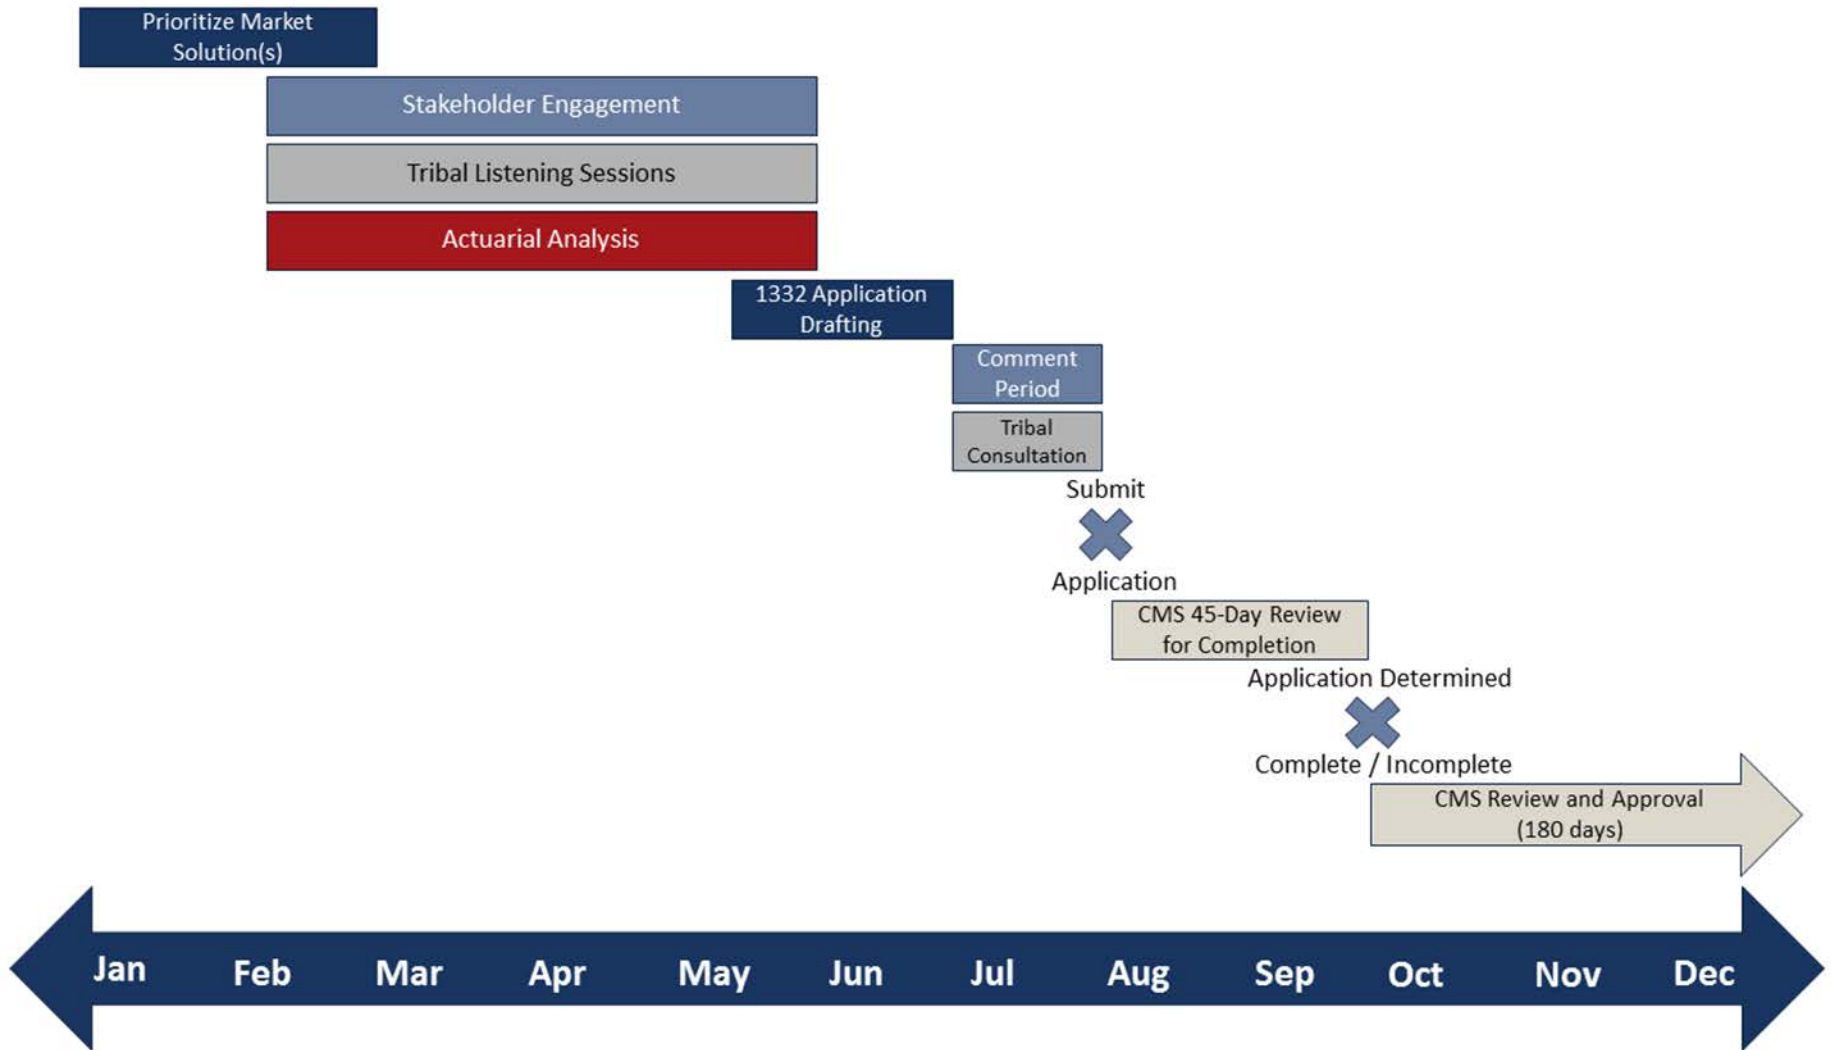 Prioritize Market
Solution(s)
Stakeholder Engagement
Tribal Listening Sessions
Actuarial Analysis
1332 Application
Drafting
Comment
Period
Tribal
Consultation
Submit
Application
CMS 45-Day Review
for Completion
Application Determined
Complete / Incomplete
CMS Review and Approval
(180 days)
Jan Feb Mar Apr May Jun Jul Aug Sep Oct Nov Dec